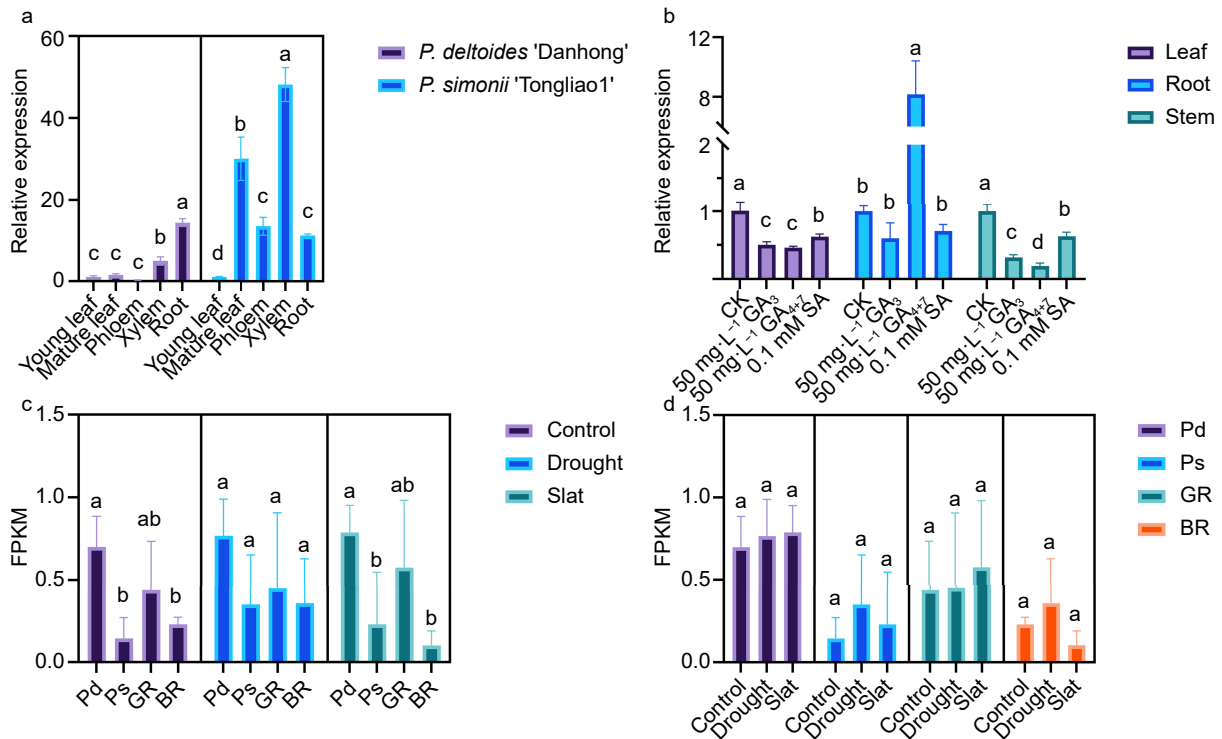 a
Relative expression
60
40
20
0
c
c
c
b
a
d
b
c
a
c
Young leaf
Mature leaf
Phloem
Xylem
Root
Young leaf
Mature leaf
Phloem
Xylem
Root
P. deltoides 'Danhong'
P. simonii 'Tongliao1'
b
Relative expression
12
8
2
1
a
c
c
b
b
b
a
b
a
c
d
b
CK
50 mg·L⁻¹ GA₃
50 mg·L⁻¹ GA₄₊₇
0.1 mM SA
CK
50 mg·L⁻¹ GA₃
50 mg·L⁻¹ GA₄₊₇
0.1 mM SA
CK
50 mg·L⁻¹ GA₃
50 mg·L⁻¹ GA₄₊₇
0.1 mM SA
Leaf
Root
Stem
c
FPKM
1.5
1.0
0.5
0.0
a
b
ab
b
a
a
a
a
a
b
ab
b
Pd
Ps
GR
BR
Pd
Ps
GR
BR
Pd
Ps
GR
BR
Control
Drought
Slat
d
FPKM
1.5
1.0
0.5
0.0
a
a
a
a
a
a
a
a
a
a
a
a
Control
Drought
Slat
Control
Drought
Slat
Control
Drought
Slat
Control
Drought
Slat
Pd
Ps
GR
BR